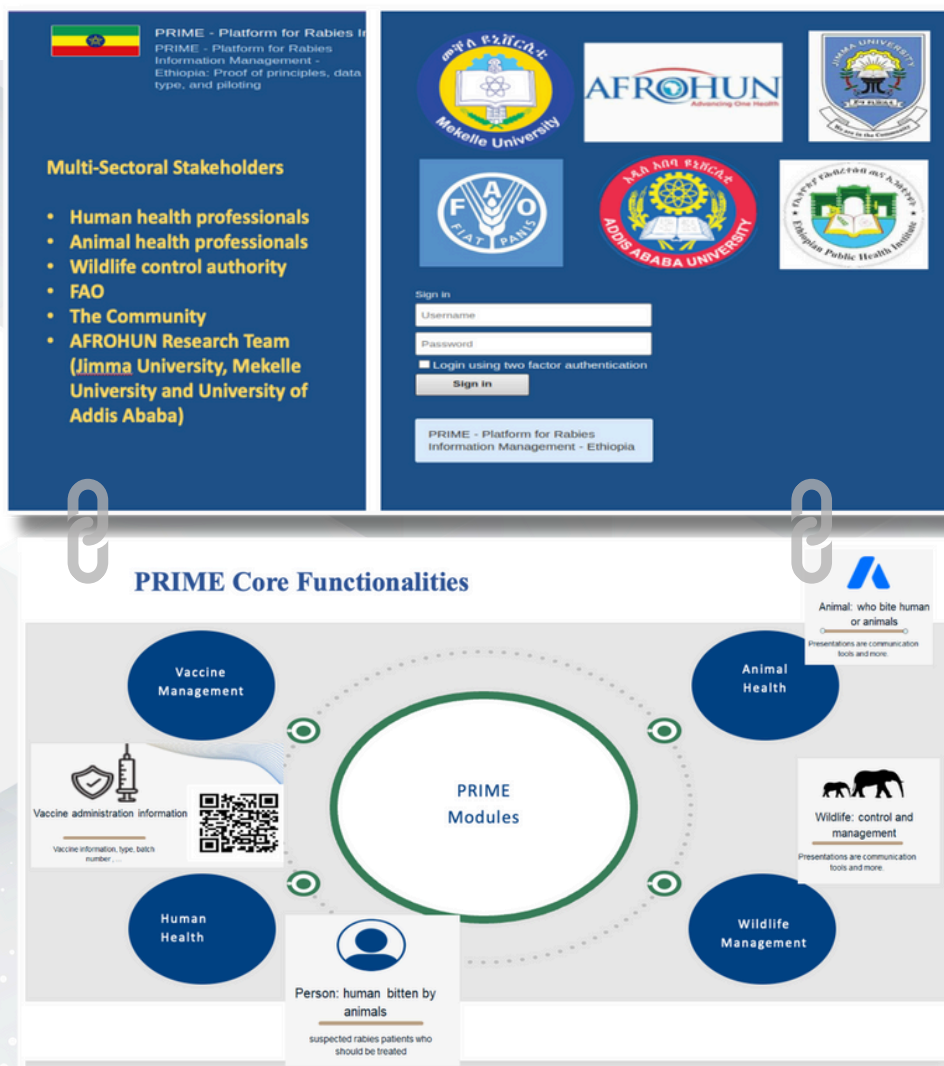 PRIME - Platform for Rabies I
PRIME - Platform for Rabies
Information Management -
Ethiopia: Proof of principles, data
type, and piloting
Multi-Sectoral Stakeholders
• Human health professionals
• Animal health professionals
• Wildlife control authority
• FAO
• The Community
• AFROHUN Research Team
(Jimma University, Mekelle
University and University of
Addis Ababa)
Mekelle University
AFROHUN
Advancing One Health
JIMMA UNIVERSITY
We are in the Community
F A O
FIAT PANIS
አዲስ አበባ ዩኒቨርሲቲ
ADDIS ABABA UNIVERSITY
Ethiopian Public Health Institute
Sign in
Username
Password
Login using two factor authentication
Sign in
PRIME - Platform for Rabies
Information Management - Ethiopia
PRIME Core Functionalities
Animal: who bite human
or animals
Presentations are communication
tools and more.
Vaccine
Management
Animal
Health
PRIME
Modules
Vaccine administration information
Vaccine information, type, batch
number , ...
Wildlife: control and
management
Presentations are communication
tools and more.
Human
Health
Wildlife
Management
Person: human bitten by
animals
suspected rabies patients who
should be treated